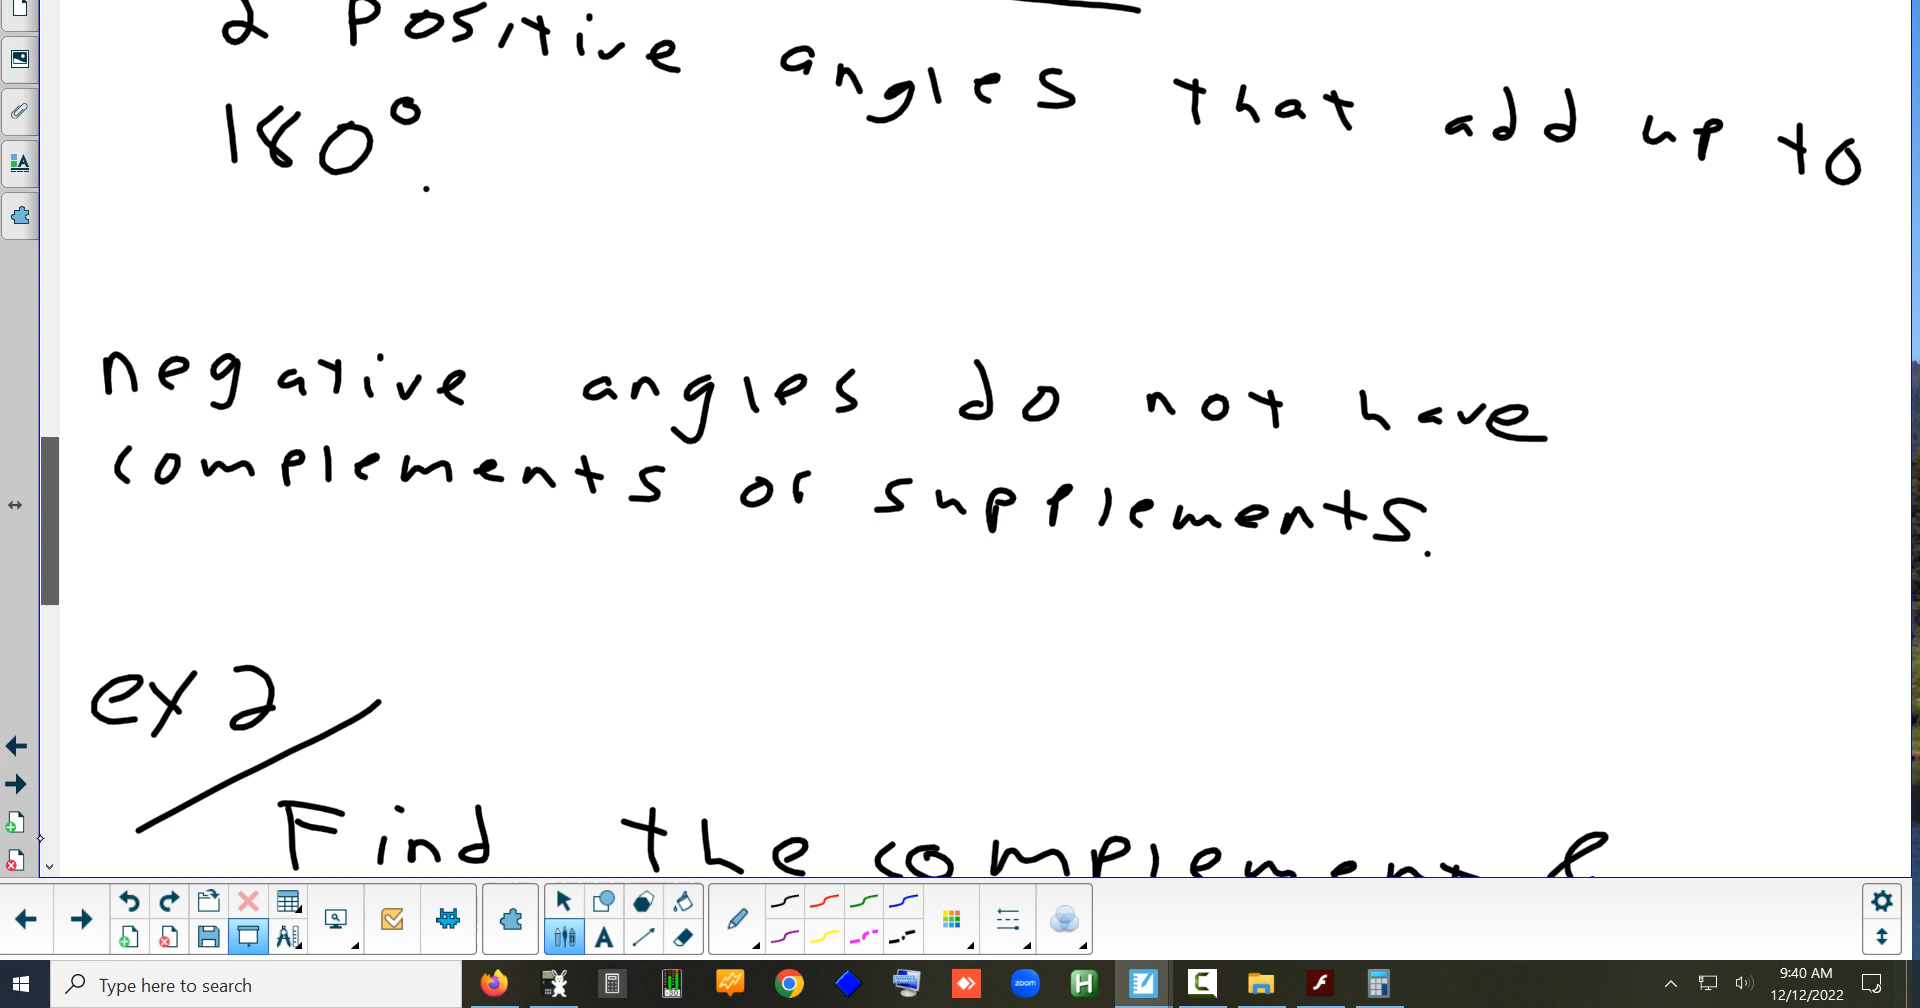 2 positive angles that add up to
180°.
negative angles do not have
complements or supplements.
ex 2
Find the complement &
Type here to search
zoom
9:40 AM
12/12/2022